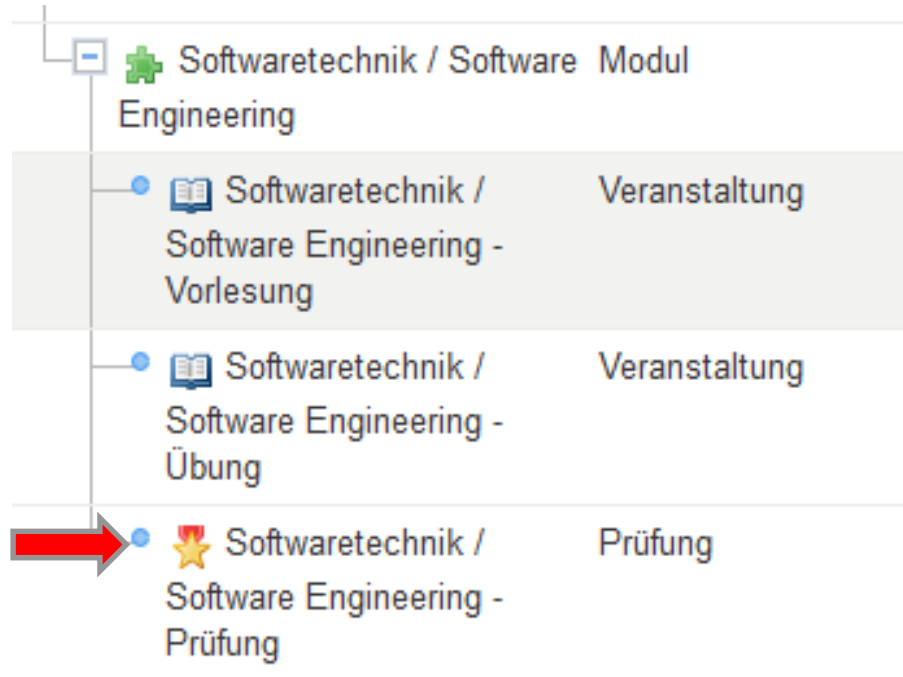 Softwaretechnik / Software Modul
Engineering
Softwaretechnik / Veranstaltung
Software Engineering -
Vorlesung
Softwaretechnik / Veranstaltung
Software Engineering -
Übung
Softwaretechnik / Prüfung
Software Engineering -
Prüfung